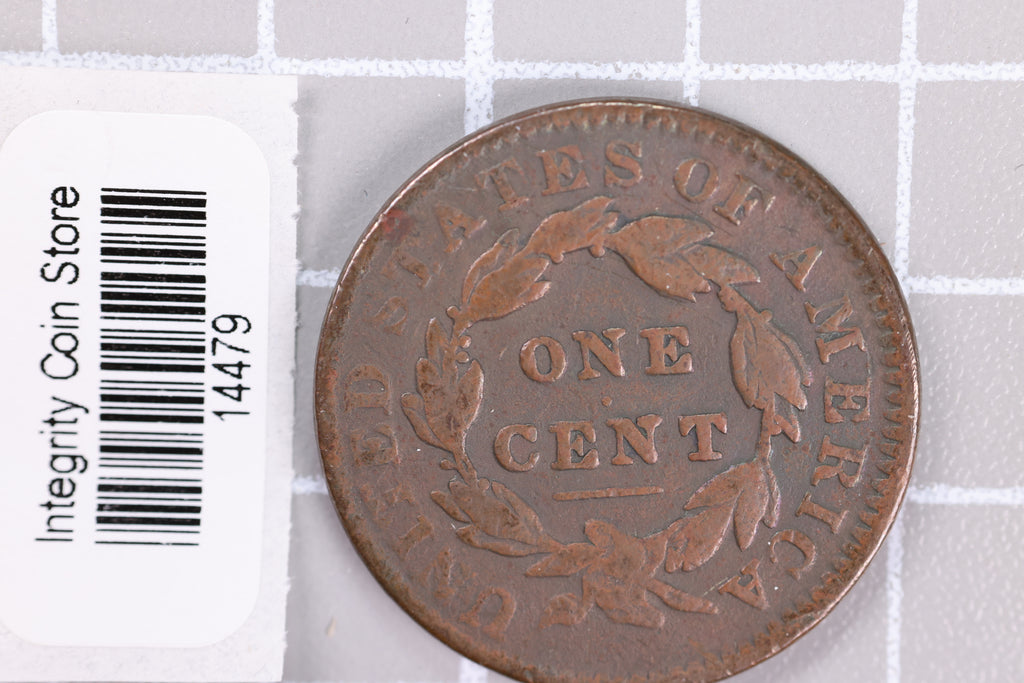 Integrity Coin Store
14479
UNITED STATES OF AMERICA
ONE
CENT